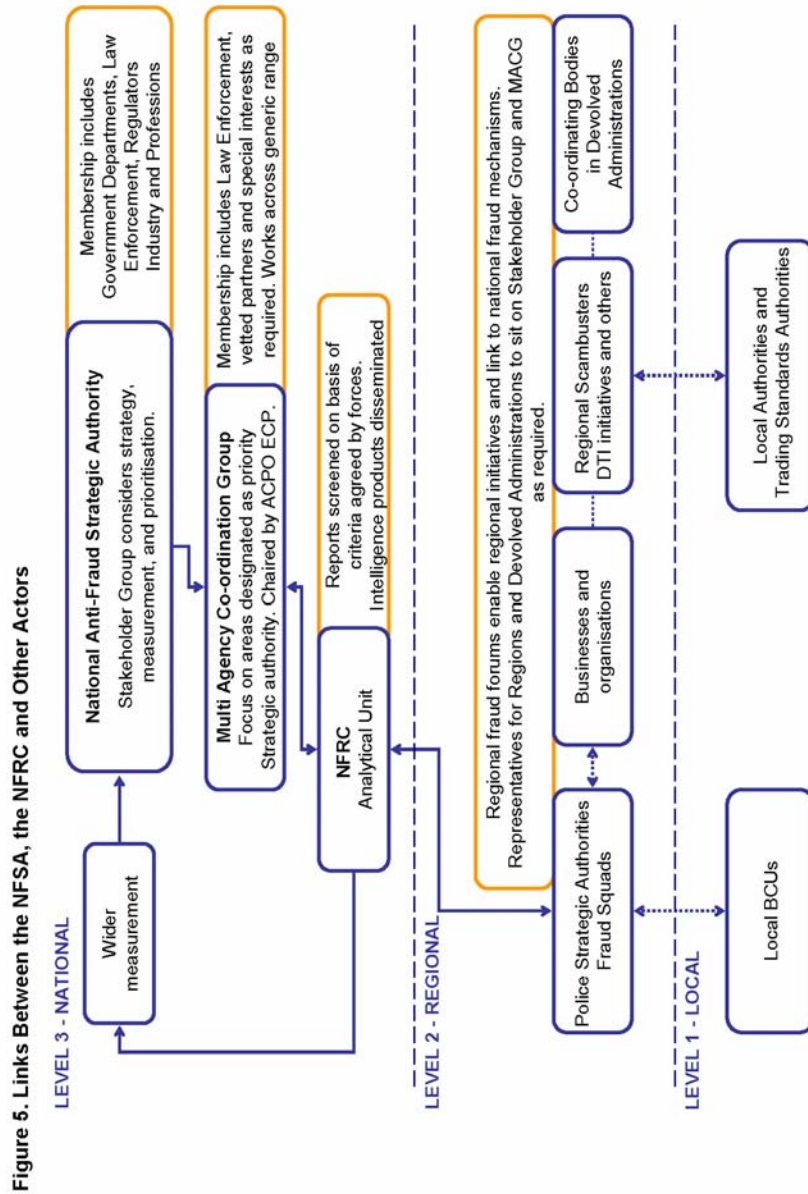 Figure 5. Links Between the NFSA, the NFRC and Other Actors
LEVEL 3 - NATIONAL
Wider
measurement
National Anti-Fraud Strategic Authority
Stakeholder Group considers strategy,
measurement, and prioritisation.
Membership includes
Government Departments, Law
Enforcement, Regulators
Industry and Professions
Multi Agency Co-ordination Group
Focus on areas designated as priority
Strategic authority. Chaired by ACPO ECP.
Membership includes Law Enforcement,
vetted partners and special interests as
required. Works across generic range
NFRC
Analytical Unit
Reports screened on basis of
criteria agreed by forces.
Intelligence products disseminated
LEVEL 2 - REGIONAL
Regional fraud forums enable regional initiatives and link to national fraud mechanisms.
Representatives for Regions and Devolved Administrations to sit on Stakeholder Group and MACG
as required.
Police Strategic Authorities
Fraud Squads
Businesses and
organisations
Regional Scambusters
DTI initiatives and others
Co-ordinating Bodies
in Devolved
Administrations
LEVEL 1 - LOCAL
Local BCUs
Local Authorities and
Trading Standards Authorities